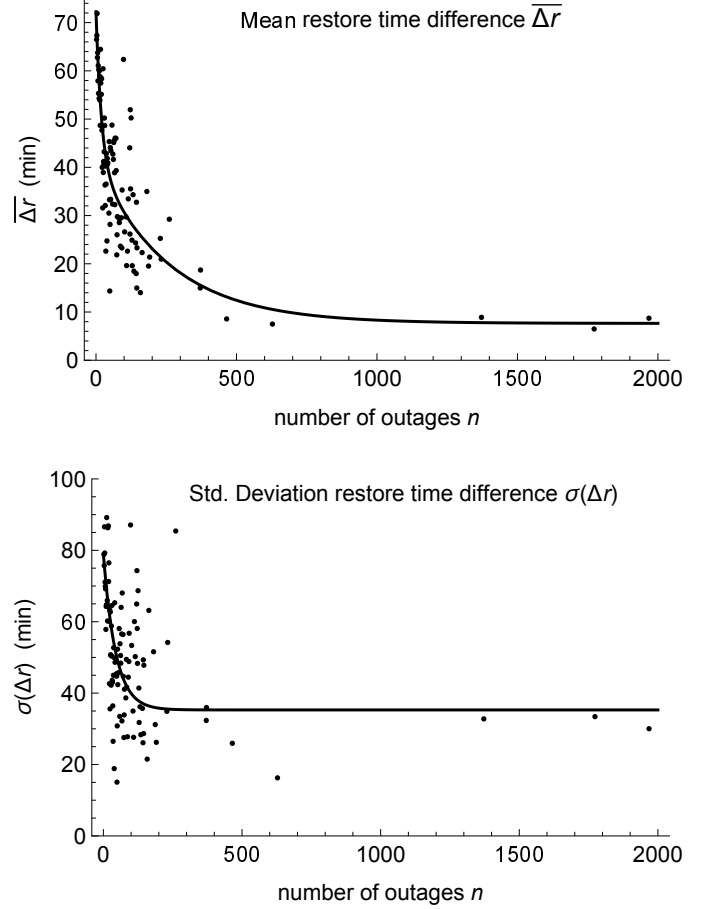 Mean restore time difference Δr
70
60
50
40
30
20
10
0
Δr (min)
0 500 1000 1500 2000
number of outages n
Std. Deviation restore time difference σ(Δr)
100
80
60
40
20
0
σ(Δr) (min)
0 500 1000 1500 2000
number of outages n